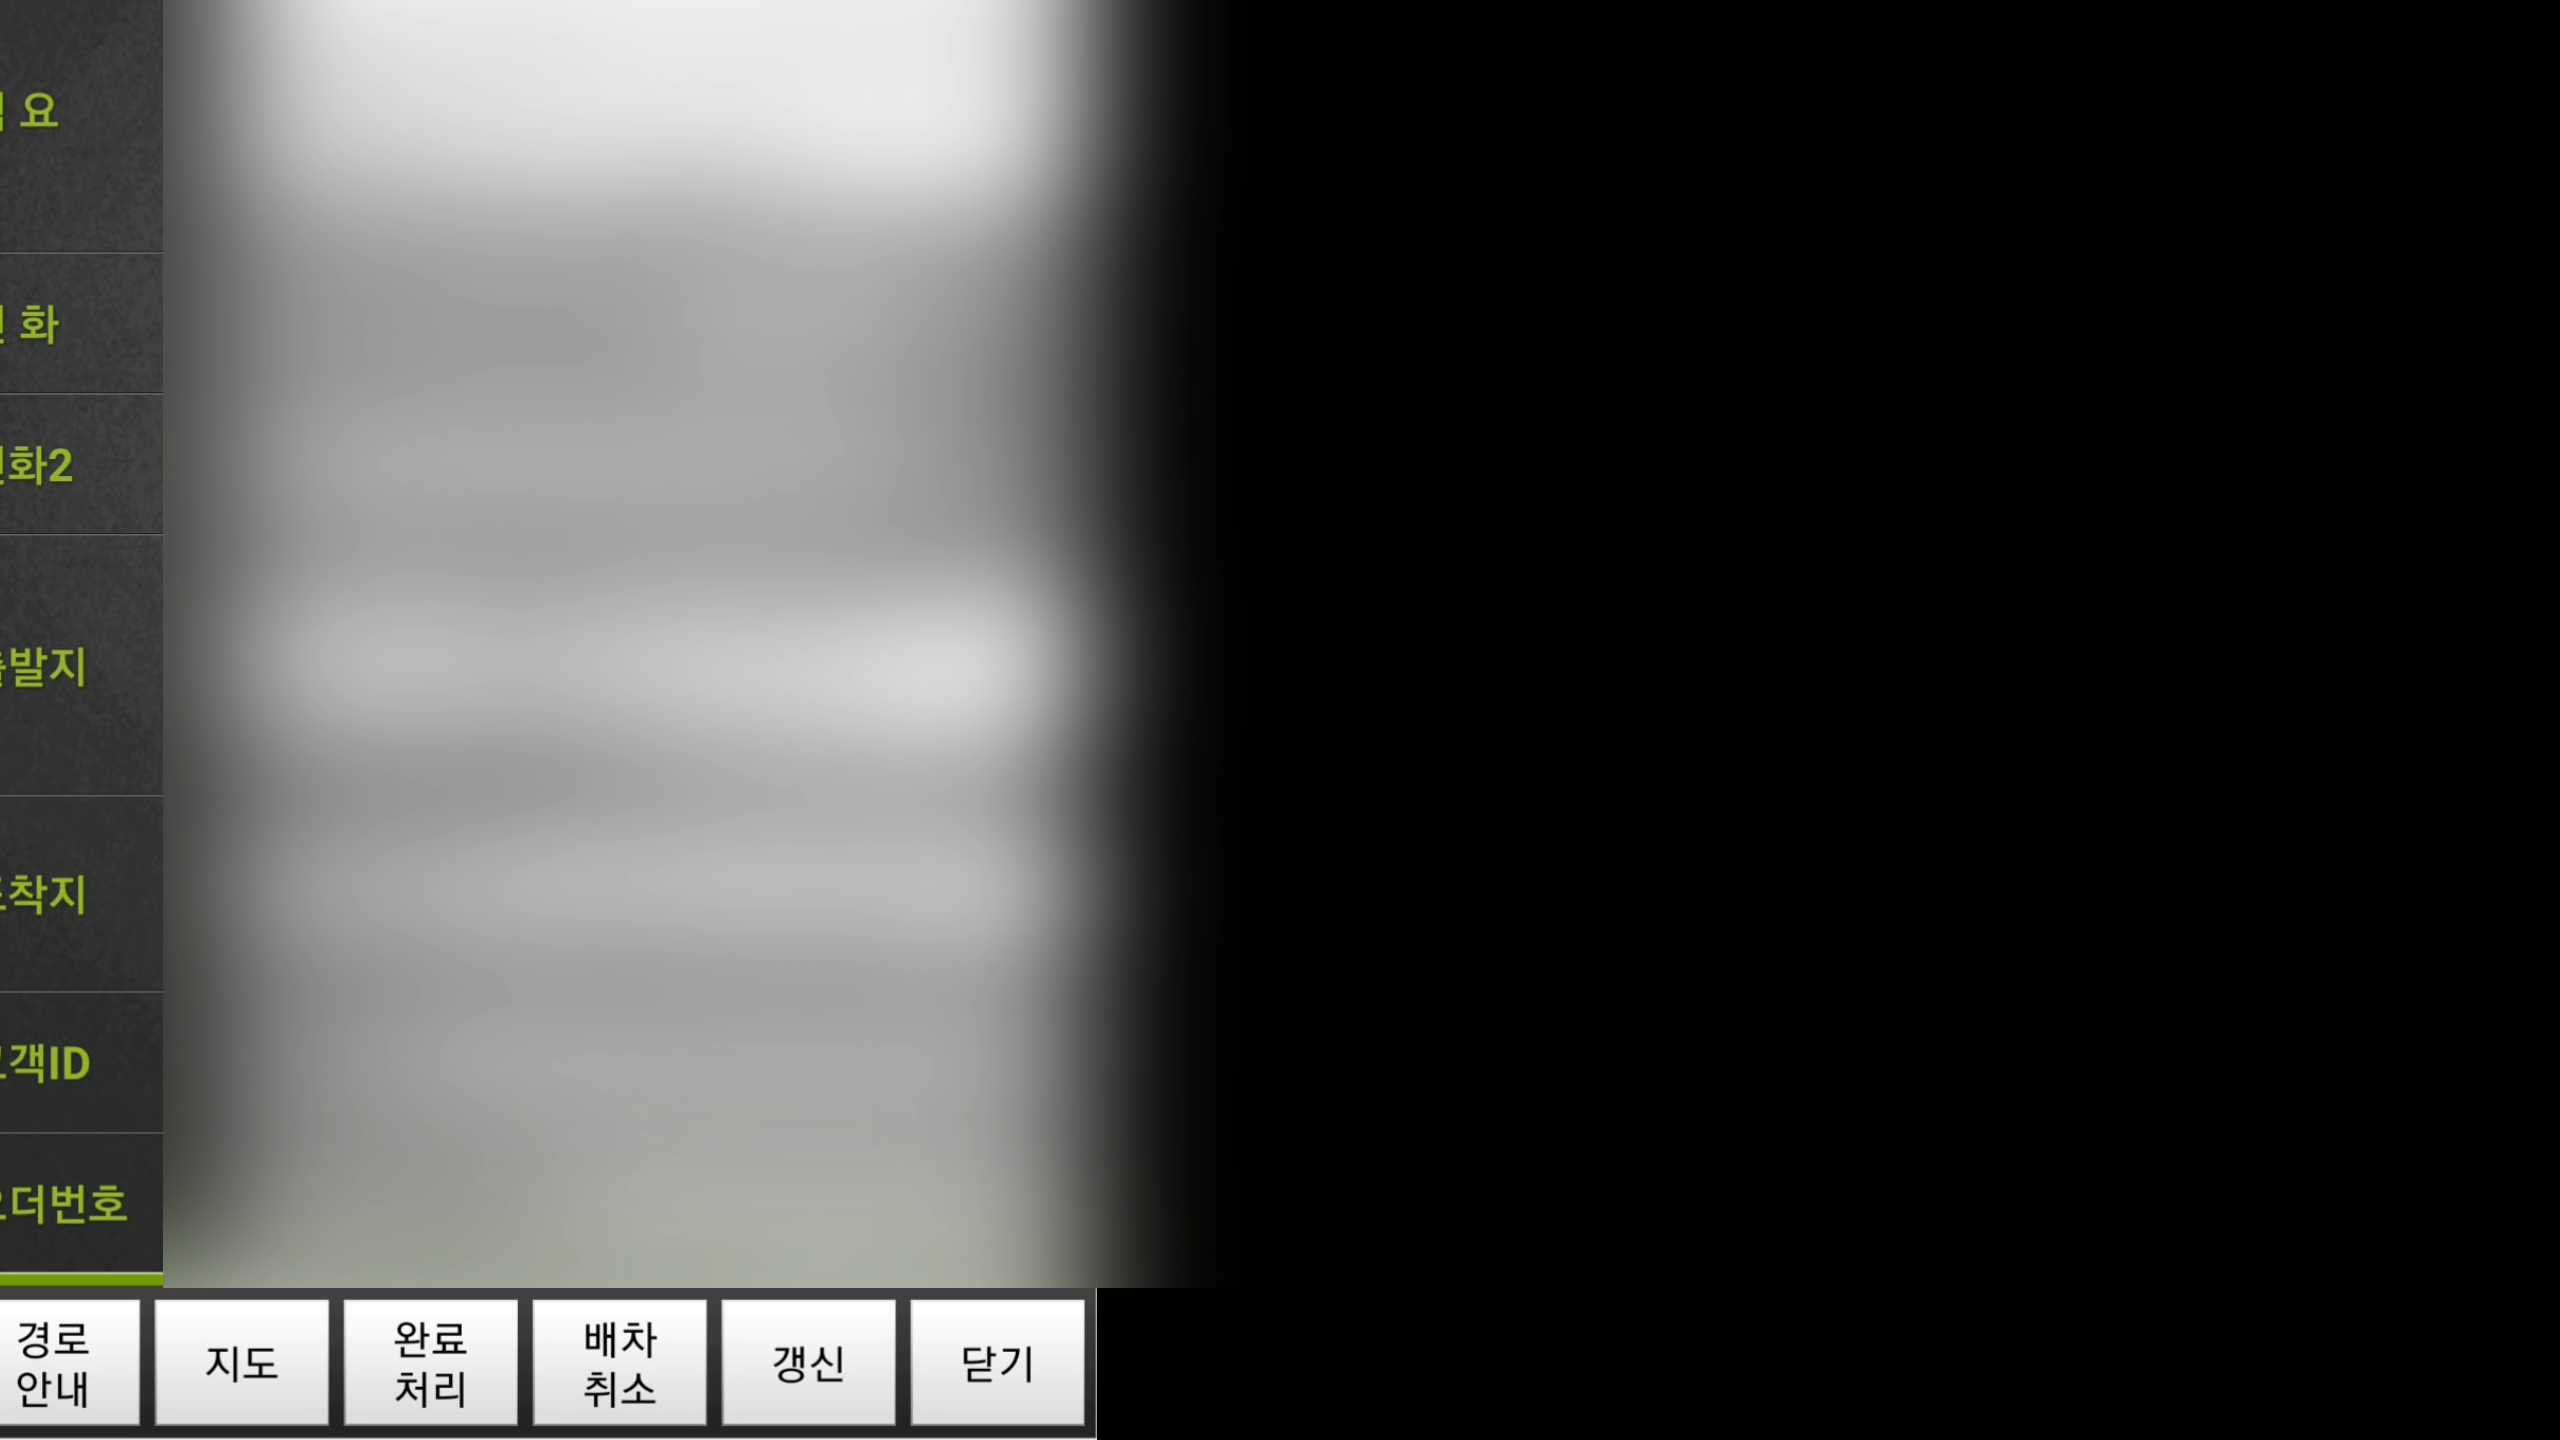 요
화
화2
발지
착지
객ID
더번호
경로
안내
지도
완료
처리
배차
취소
갱신
닫기